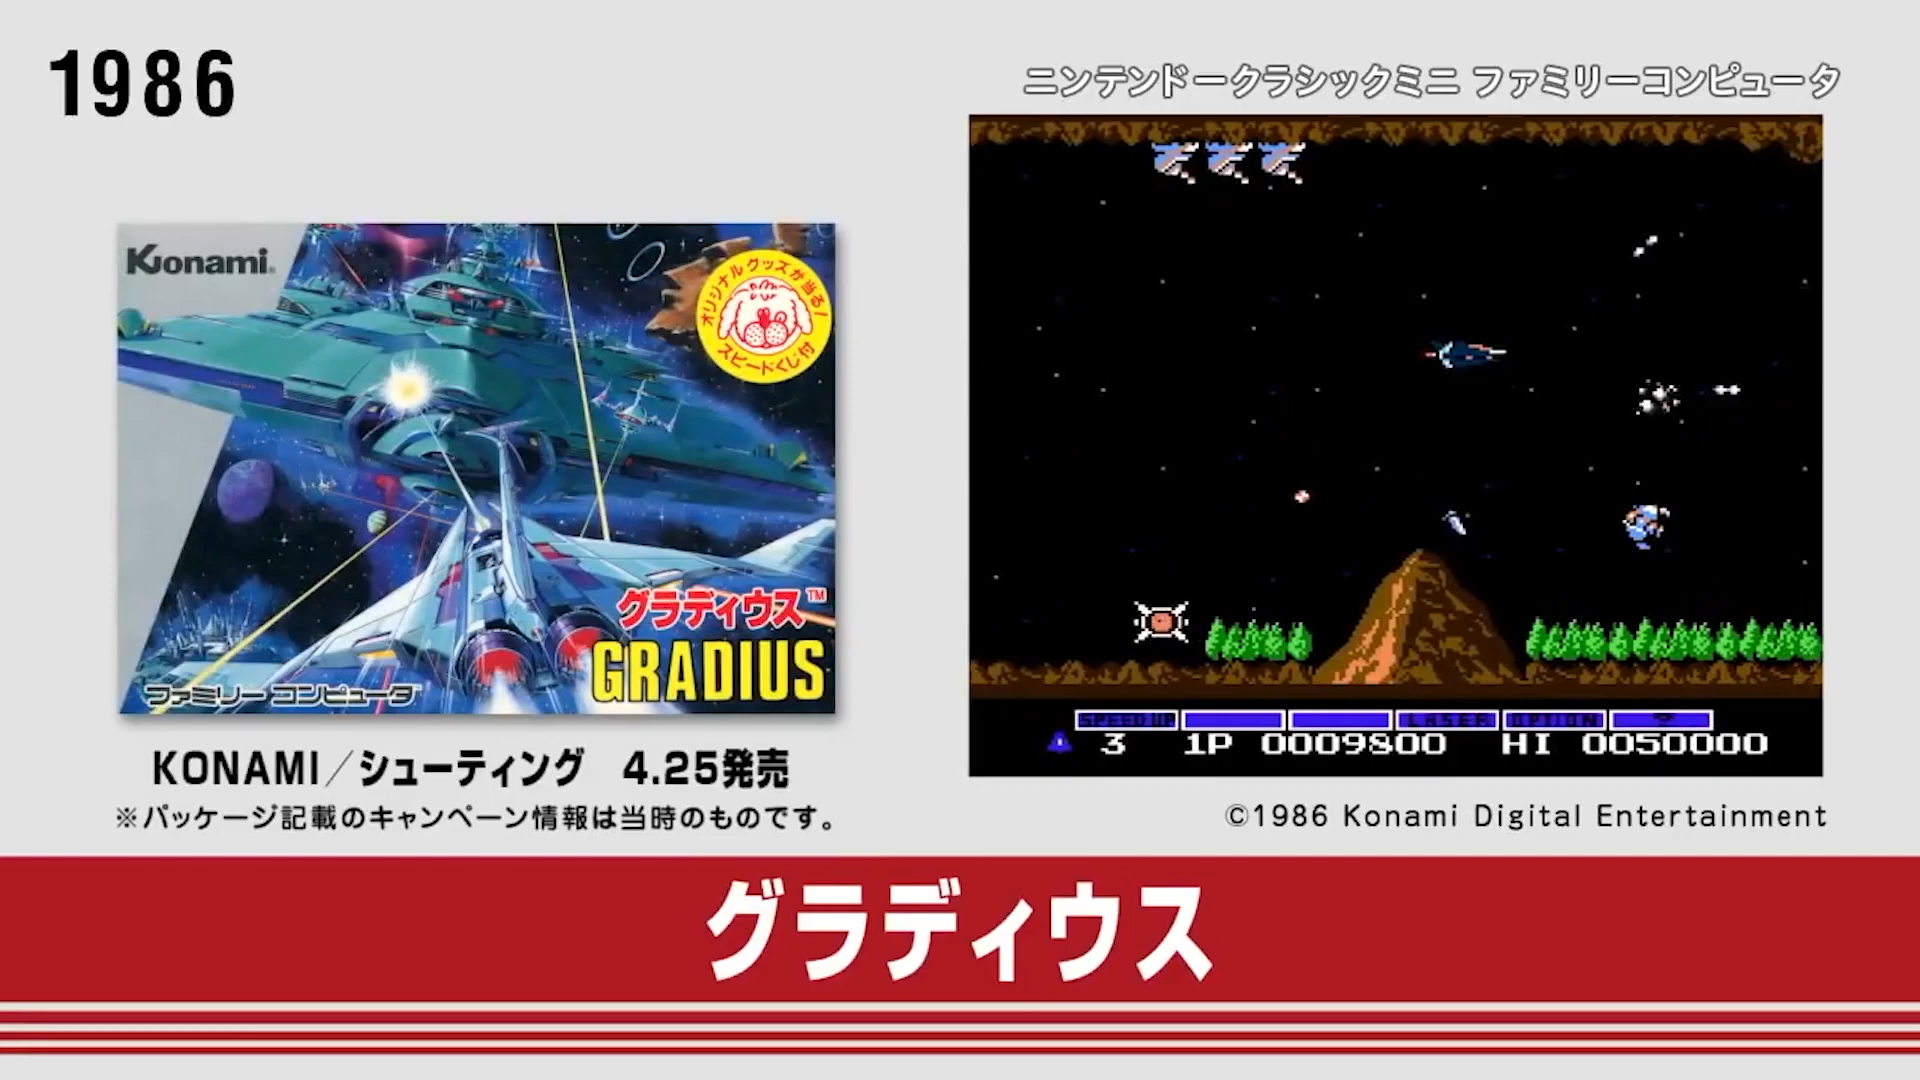 1986
ニンテンドークラシックミニ ファミリーコンピュータ
Konami
オリジナルグッズが当る!
スピードくじ付
グラディウス™
GRADIUS
ファミリーコンピュータ
SPEED UP LASER OPTION ?
3 1P 0009800 HI 0050000
KONAMI／シューティング 4.25発売
※パッケージ記載のキャンペーン情報は当時のものです。
©1986 Konami Digital Entertainment
グラディウス